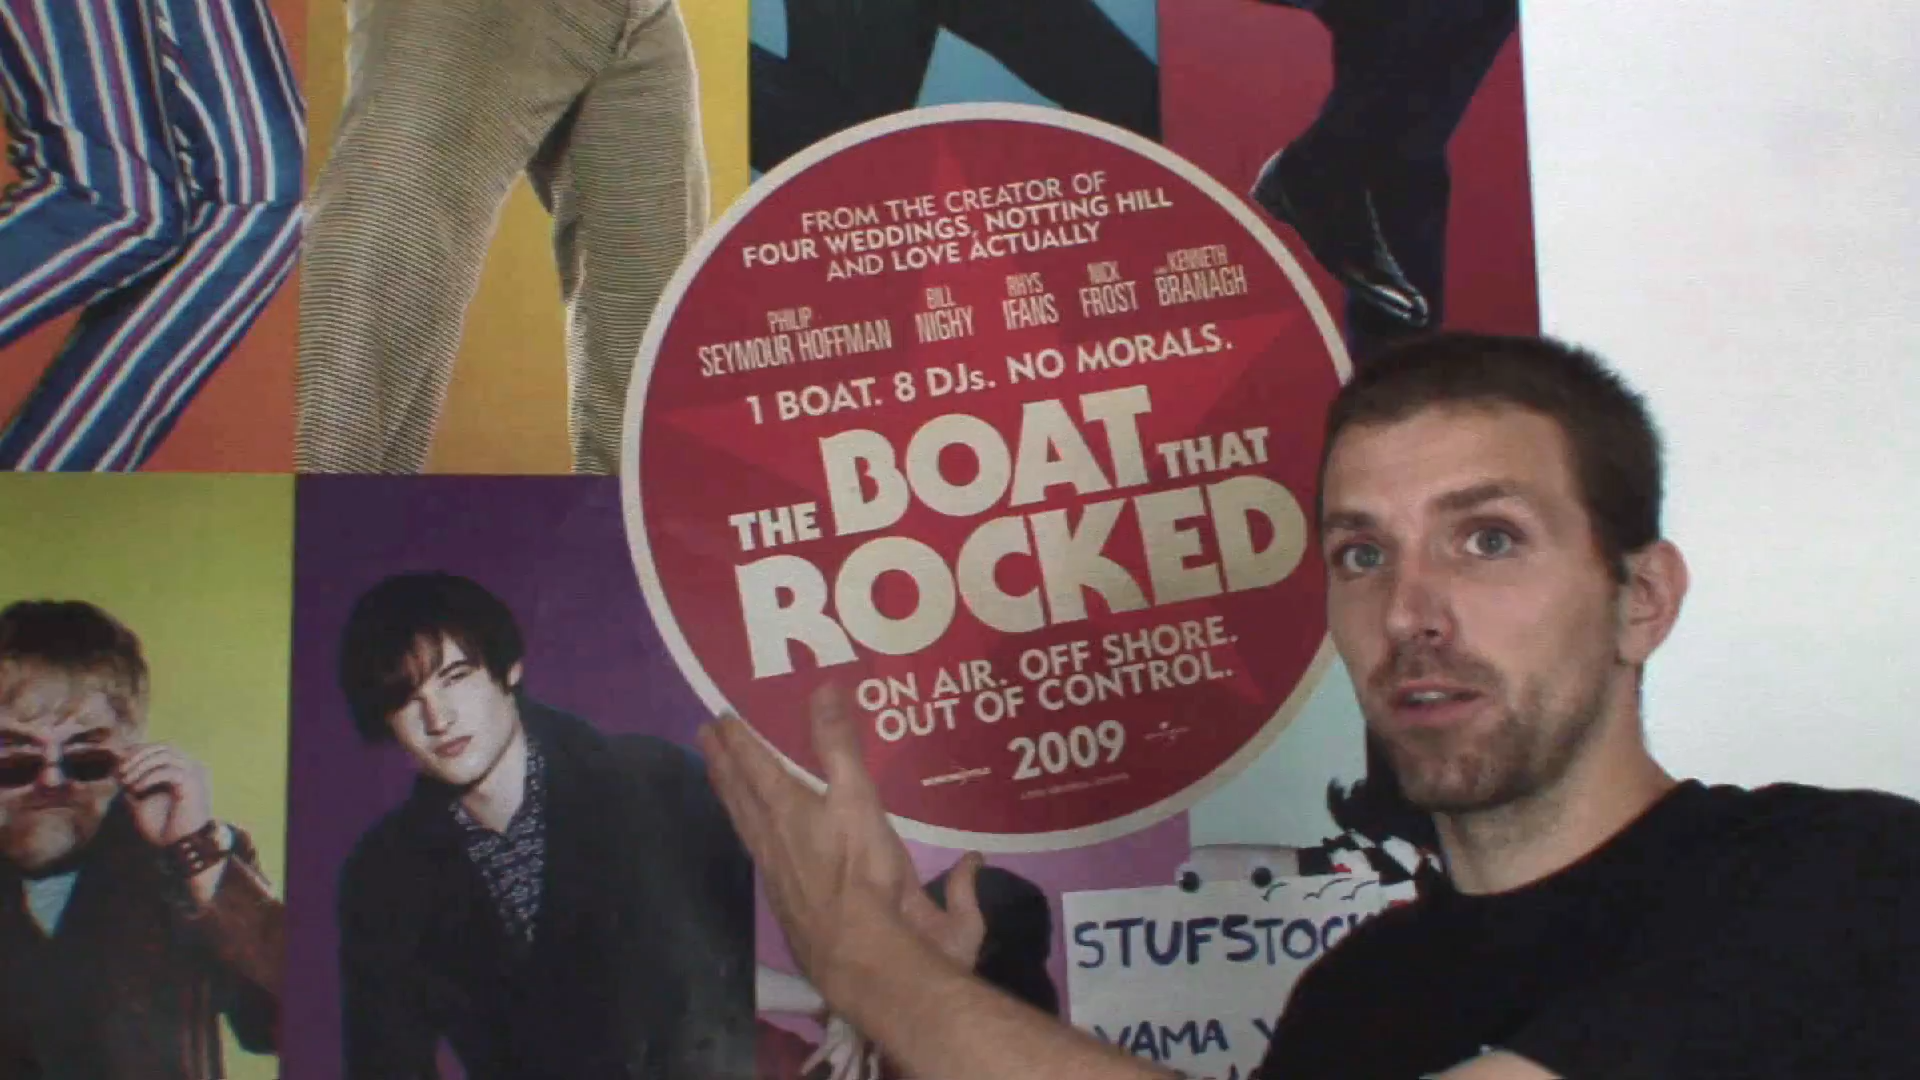 FROM THE CREATOR OF
FOUR WEDDINGS, NOTTING HILL
AND LOVE ACTUALLY
PHILIP SEYMOUR HOFFMAN
BILL NIGHY
RHYS IFANS
NICK FROST
AND KENNETH BRANAGH
1 BOAT. 8 DJs. NO MORALS.
THE BOAT THAT
ROCKED
ON AIR. OFF SHORE.
OUT OF CONTROL.
2009
STUFSTOCK
VAMA